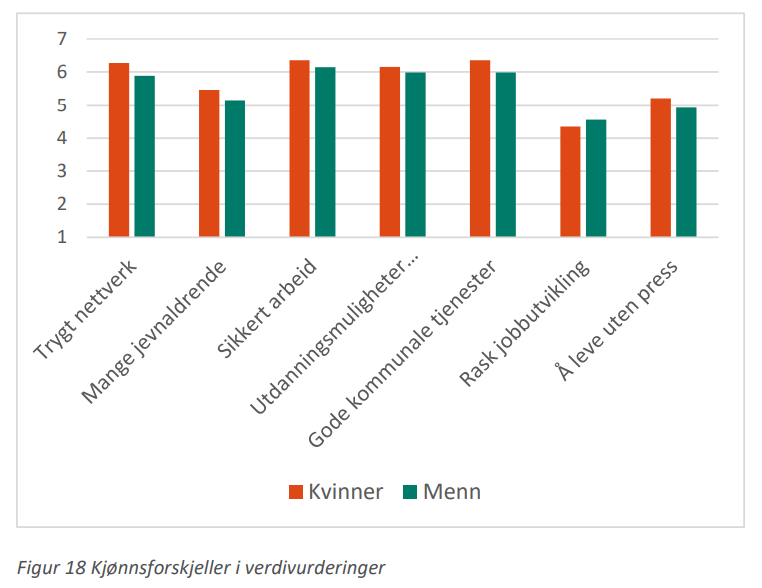 7
6
5
4
3
2
1
Trygt nettverk
Mange jevnaldrende
Sikkert arbeid
Utdanningsmuligheter...
Gode kommunale tjenester
Rask jobbutvikling
Å leve uten press
Kvinner Menn
Figur 18 Kjønnsforskjeller i verdivurderinger